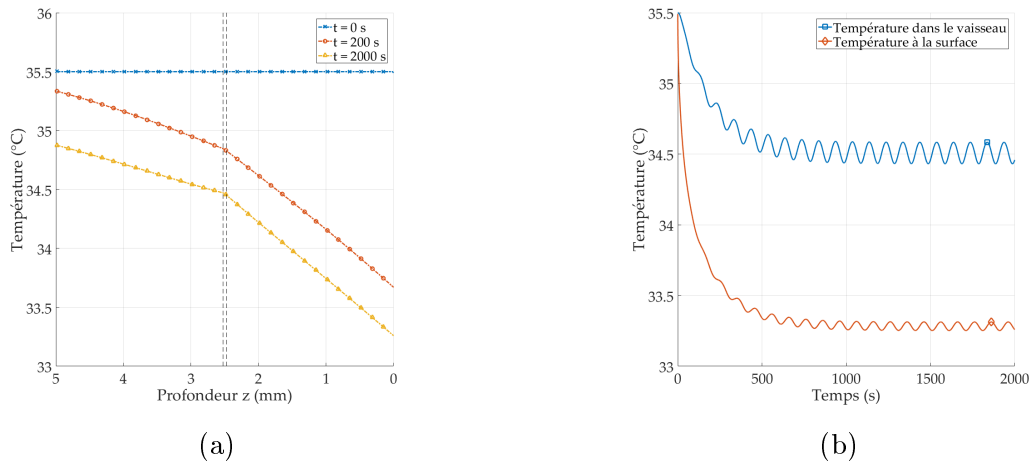 36
35.5
35
34.5
34
33.5
33
5
4
3
2
1
0
Température (°C)
Profondeur z (mm)
t = 0 s
t = 200 s
t = 2000 s
(a)
35.5
35
34.5
34
33.5
33
0
500
1000
1500
2000
Température (°C)
Temps (s)
Température dans le vaisseau
Température à la surface
(b)